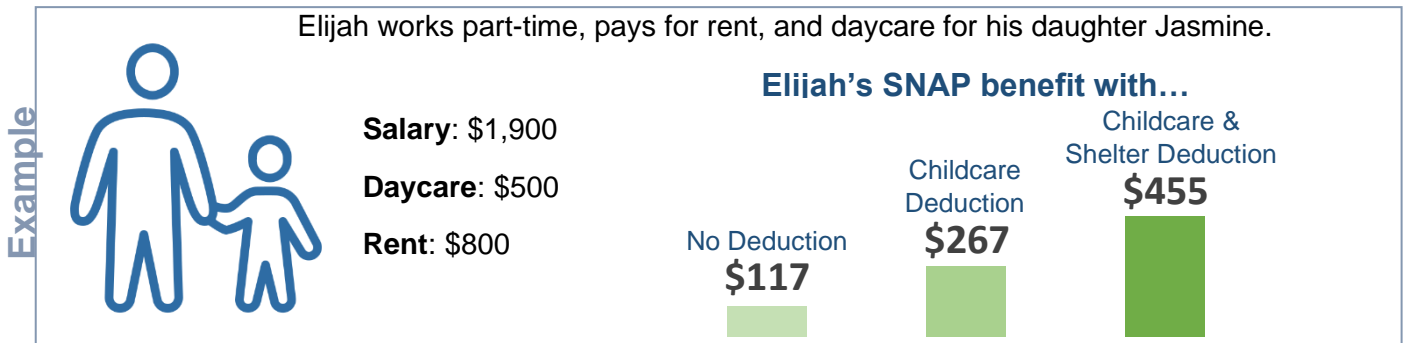 Elijah works part-time, pays for rent, and daycare for his daughter Jasmine.
Example
Salary: $1,900
Daycare: $500
Rent: $800
Elijah's SNAP benefit with…
No Deduction
$117
Childcare
Deduction
$267
Childcare &
Shelter Deduction
$455